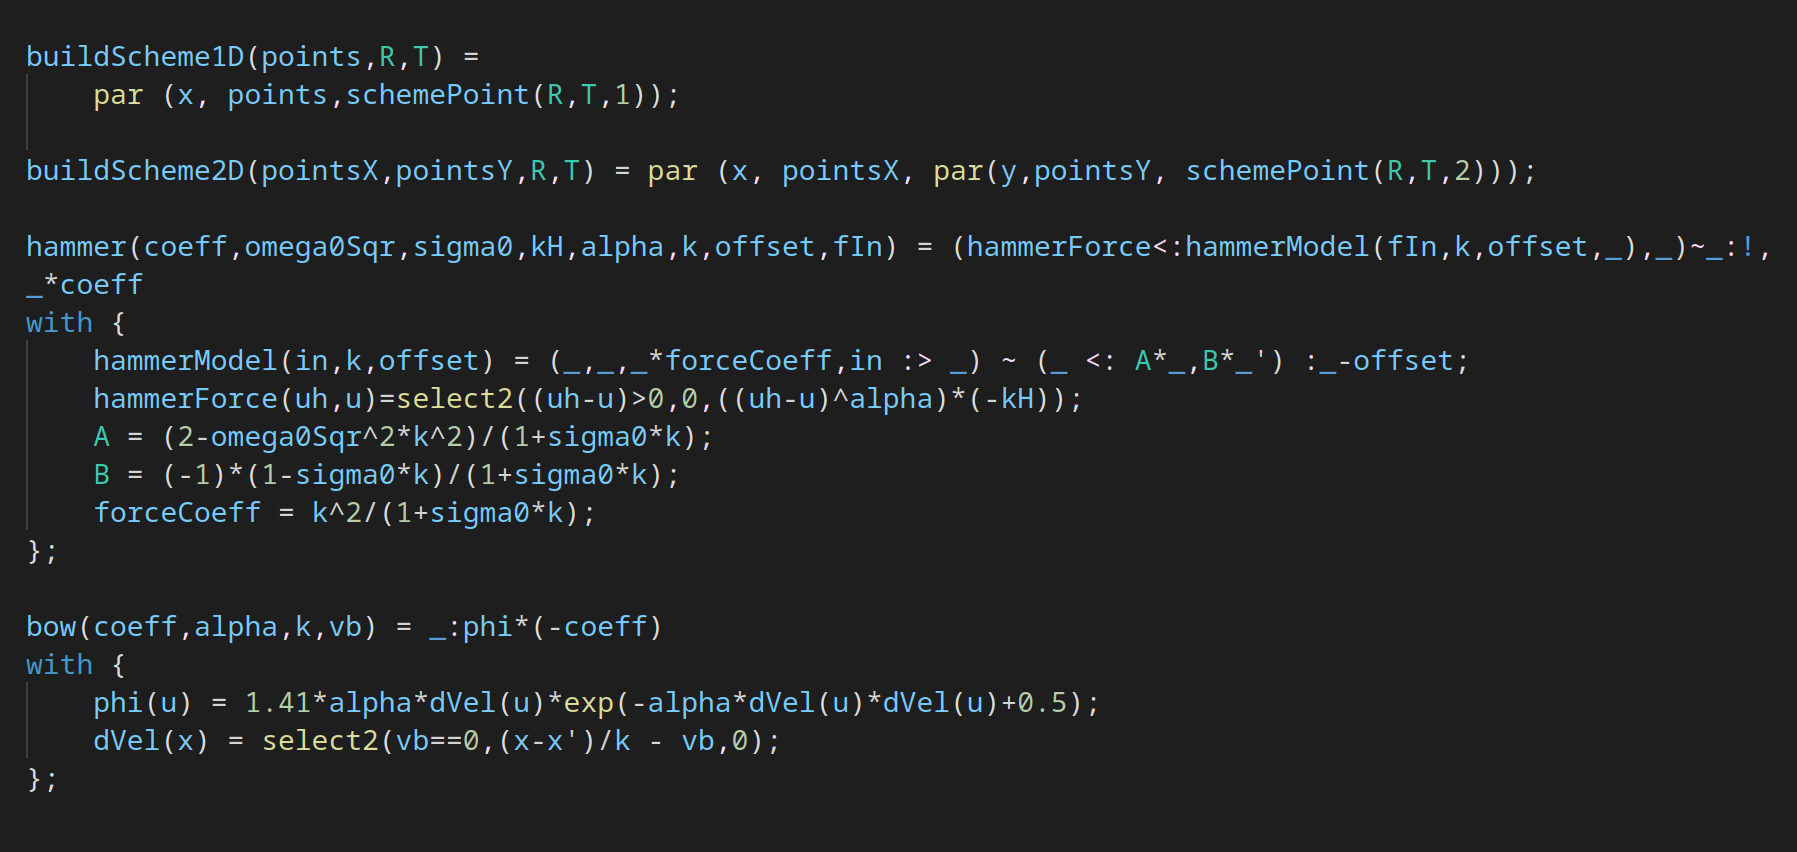 buildScheme1D(points,R,T) =
    par (x, points,schemePoint(R,T,1));
buildScheme2D(pointsX,pointsY,R,T) = par (x, pointsX, par(y,pointsY, schemePoint(R,T,2)));
hammer(coeff,omega0Sqr,sigma0,kH,alpha,k,offset,fIn) = (hammerForce<:hammerModel(fIn,k,offset,_),_)~_:!,
_*coeff
with {
    hammerModel(in,k,offset) = (_,_,_*forceCoeff,in :> _) ~ (_ <: A*_,B*_') :_-offset;
    hammerForce(uh,u)=select2((uh-u)>0,0,((uh-u)^alpha)*(-kH));
    A = (2-omega0Sqr^2*k^2)/(1+sigma0*k);
    B = (-1)*(1-sigma0*k)/(1+sigma0*k);
    forceCoeff = k^2/(1+sigma0*k);
};
bow(coeff,alpha,k,vb) = _:phi*(-coeff)
with {
    phi(u) = 1.41*alpha*dVel(u)*exp(-alpha*dVel(u)*dVel(u)+0.5);
    dVel(x) = select2(vb==0,(x-x')/k - vb,0);
};